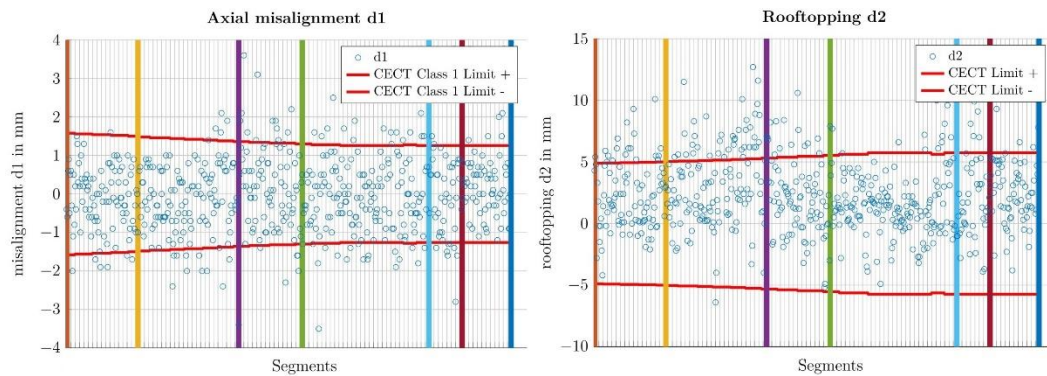 Axial misalignment d1
misalignment d1 in mm
4
3
2
1
0
−1
−2
−3
−4
d1
CECT Class 1 Limit +
CECT Class 1 Limit -
Segments
Rooftopping d2
rooftopping d2 in mm
15
10
5
0
−5
−10
d2
CECT Limit +
CECT Limit -
Segments